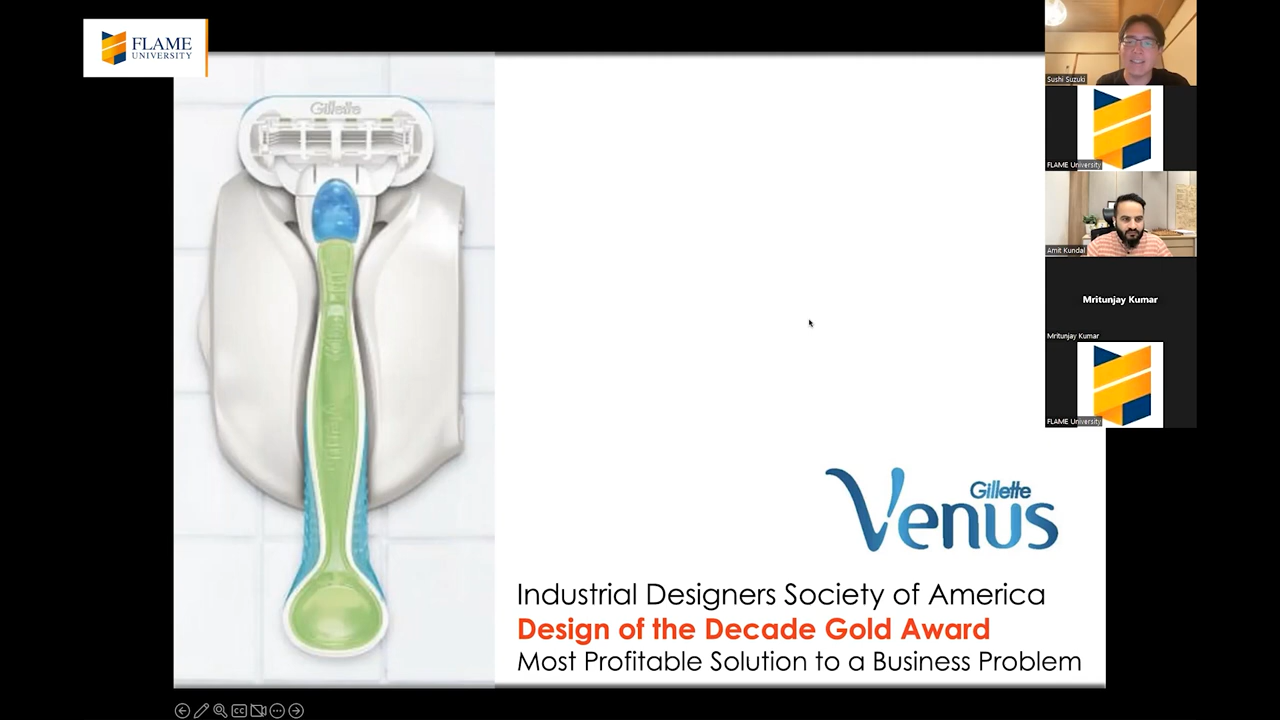 FLAME
UNIVERSITY
Gillette
Gillette
Venus
Industrial Designers Society of America
Design of the Decade Gold Award
Most Profitable Solution to a Business Problem
Sushi Suzuki
FLAME University
Amit Kundal
Mritunjay Kumar
Mritunjay Kumar
FLAME University
CC